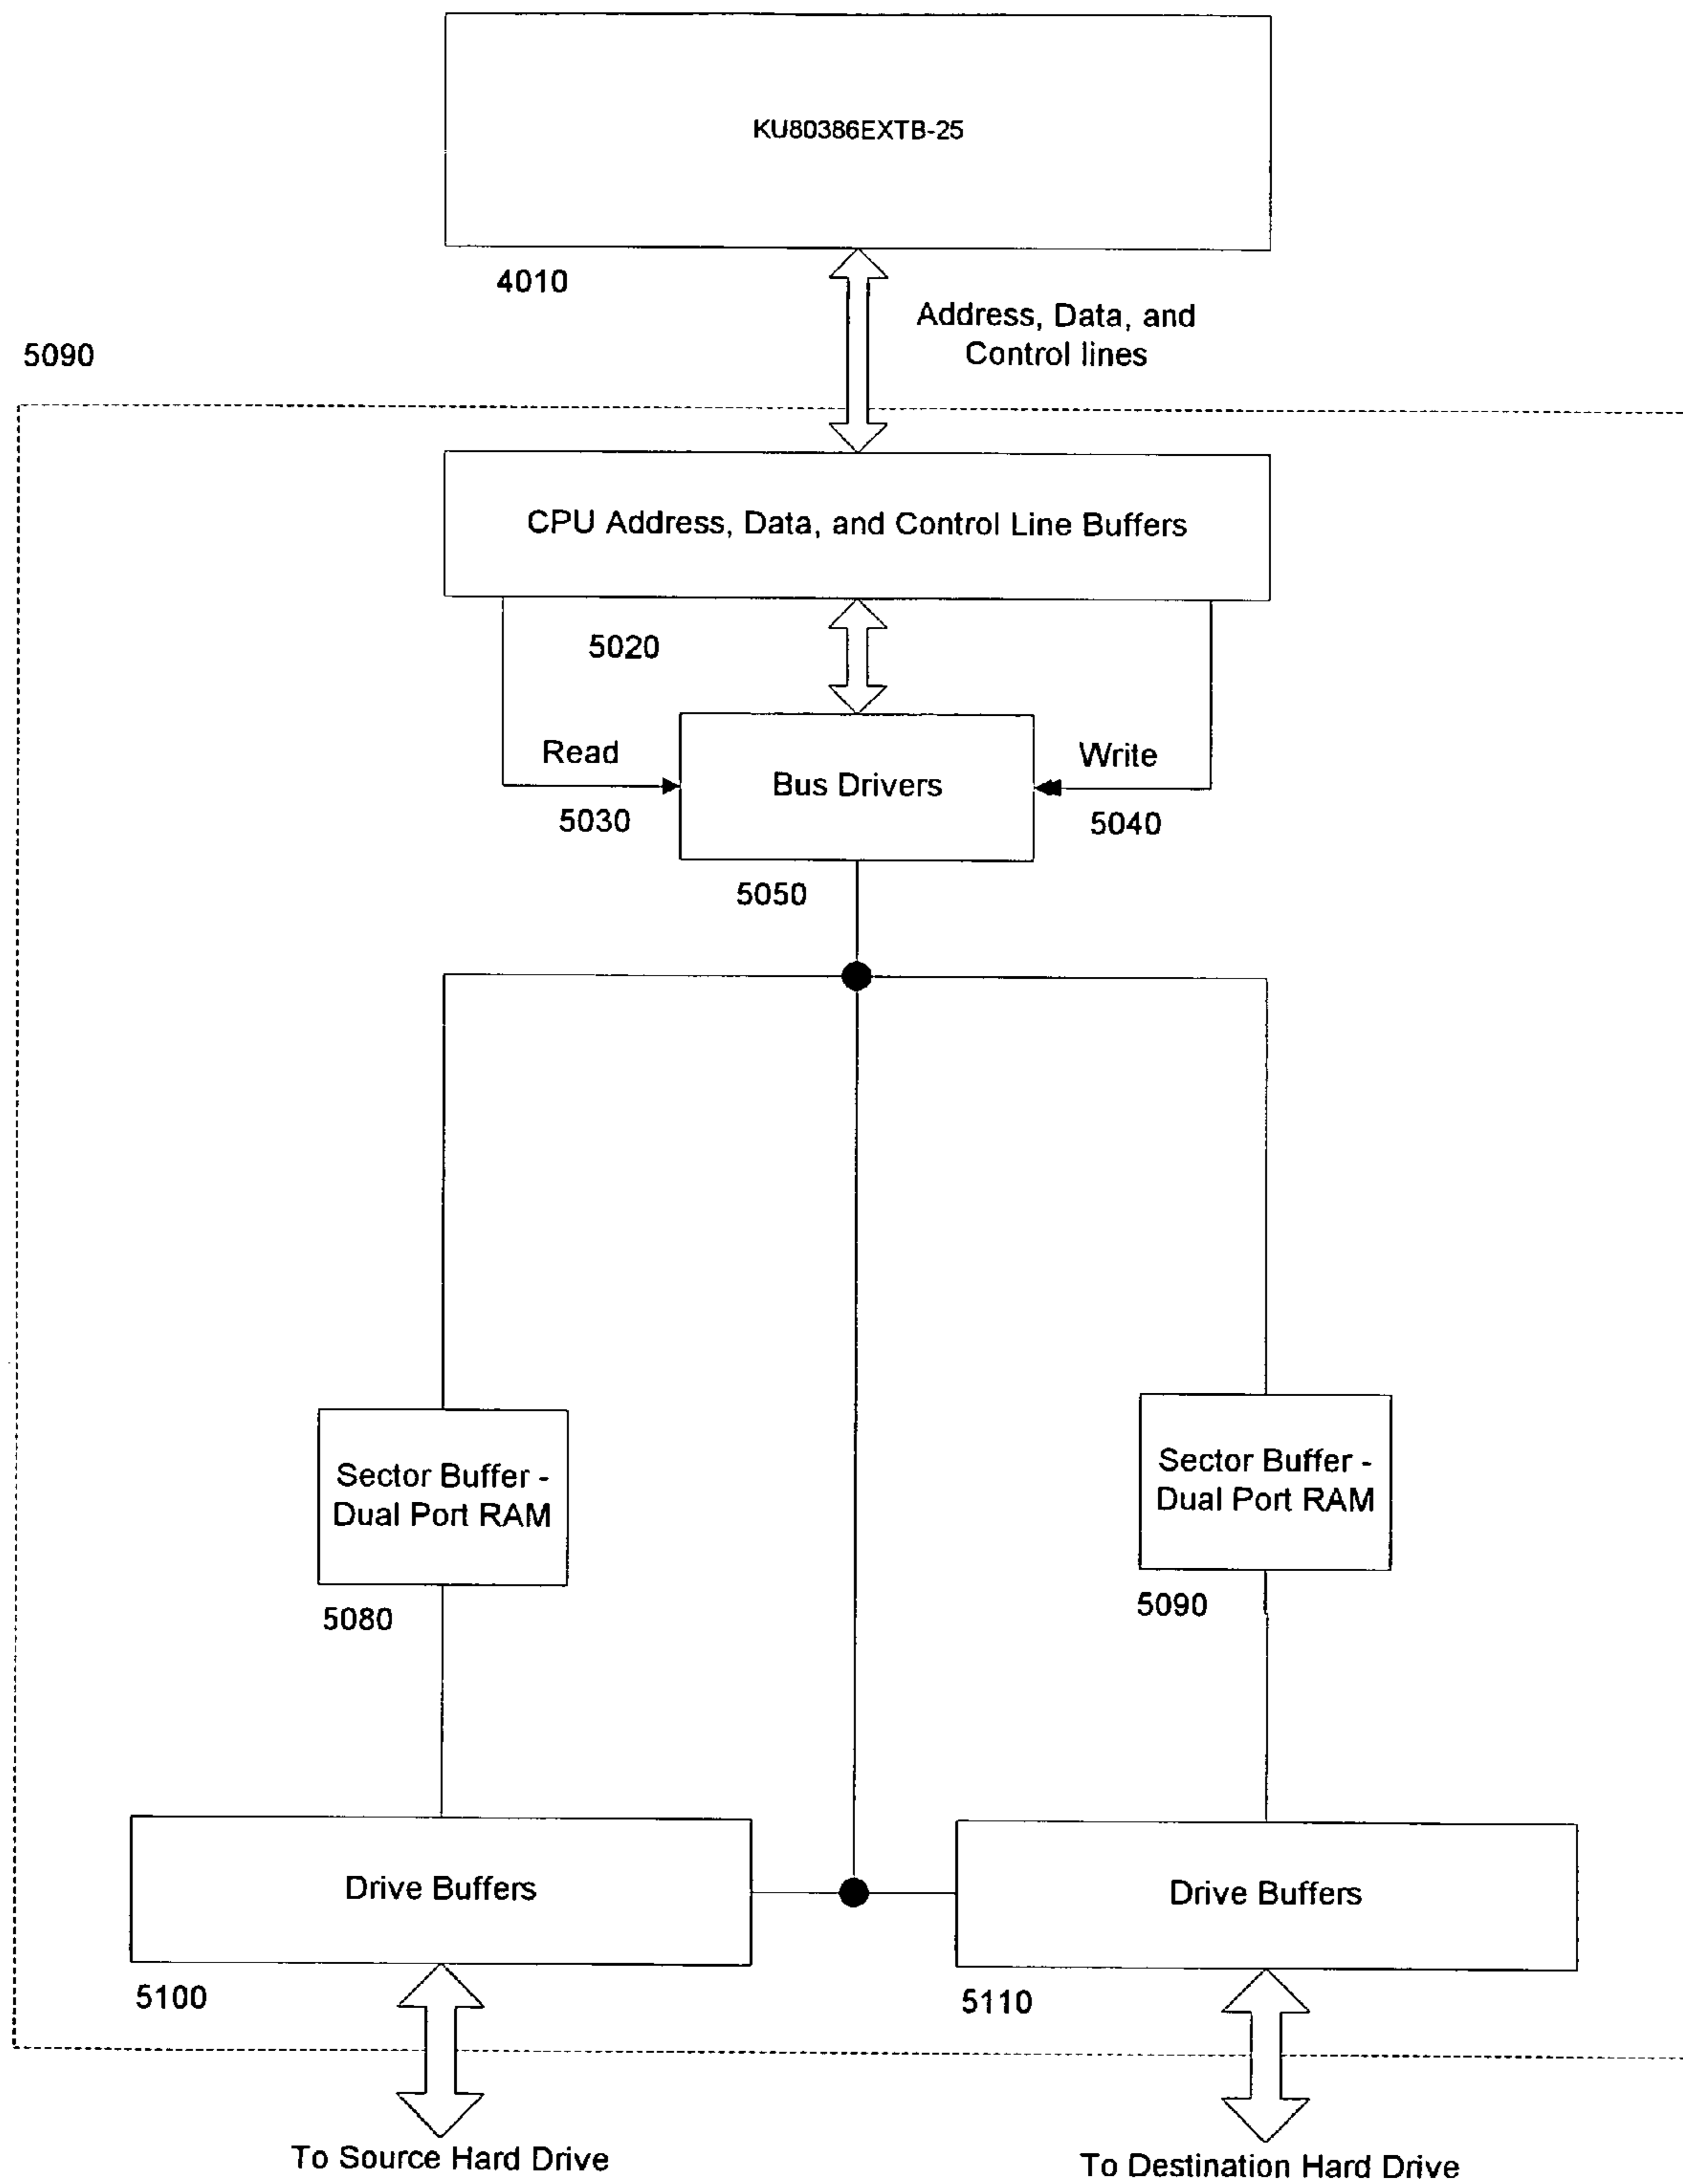 KU80386EXTB-25
4010
Address, Data, and
Control lines
5090
CPU Address, Data, and Control Line Buffers
5020
Read
Write
Bus Drivers
5030
5040
5050
Sector Buffer -
Dual Port RAM
Sector Buffer -
Dual Port RAM
5080
5090
Drive Buffers
Drive Buffers
5100
5110
To Source Hard Drive
To Destination Hard Drive